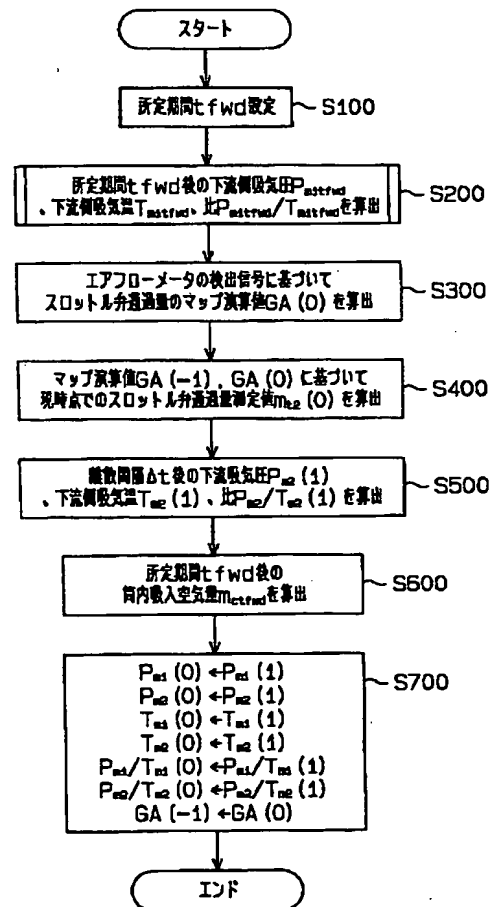 スタート
所定期間tfwd設定
S100
所定期間tfwd後の下流側吸気圧Pm1tfwd
、下流側吸気温Tm1tfwd、比Pm1tfwd/Tm1tfwdを算出
S200
エアフローメータの検出信号に基づいて
スロットル弁通過量のマップ演算値GA(0)を算出
S300
マップ演算値GA(-1)，GA(0)に基づいて
現時点でのスロットル弁通過量測定値mt2(0)を算出
S400
離散間隔Δt後の下流吸気圧Pm2(1)
、下流側吸気温Tm2(1)、比Pm2/Tm2(1)を算出
S500
所定期間tfwd後の
筒内吸入空気量mctfwdを算出
S600
Pm1(0)←Pm1(1)
Pm2(0)←Pm2(1)
Tm1(0)←Tm1(1)
Tm2(0)←Tm2(1)
Pm1/Tm1(0)←Pm1/Tm1(1)
Pm2/Tm2(0)←Pm2/Tm2(1)
GA(-1)←GA(0)
S700
エンド